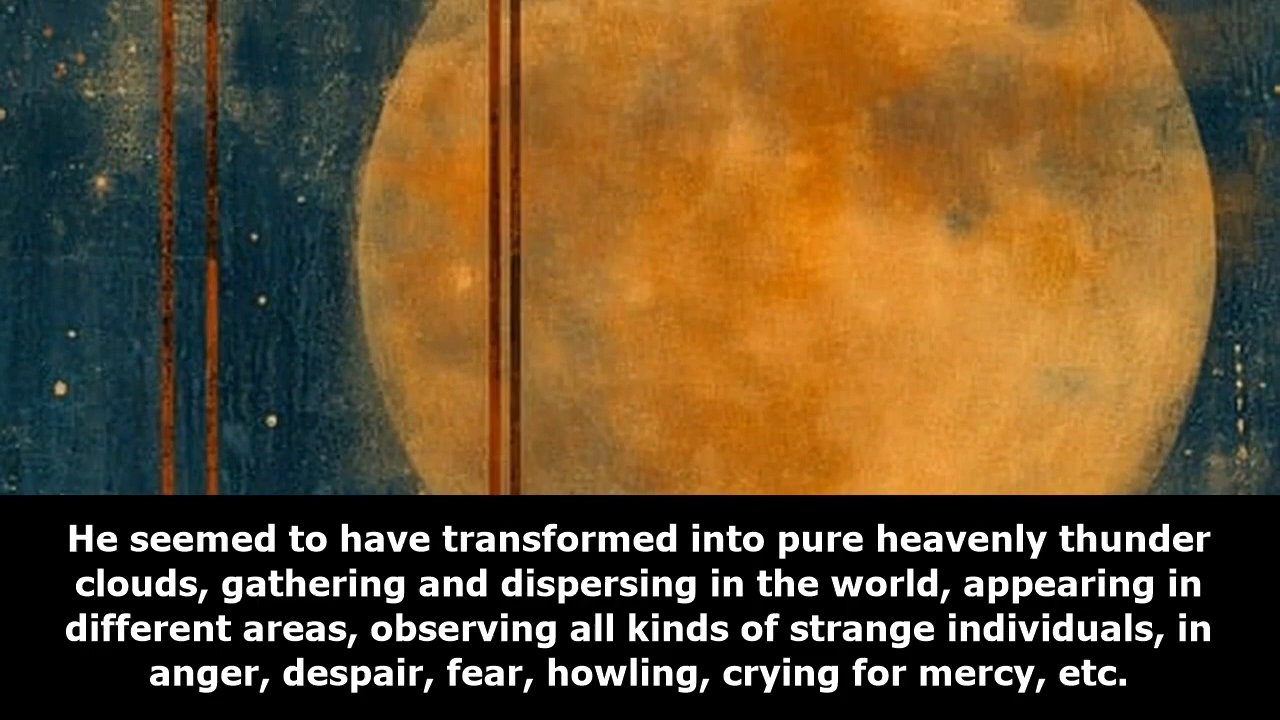 He seemed to have transformed into pure heavenly thunder
clouds, gathering and dispersing in the world, appearing in
different areas, observing all kinds of strange individuals, in
anger, despair, fear, howling, crying for mercy, etc.